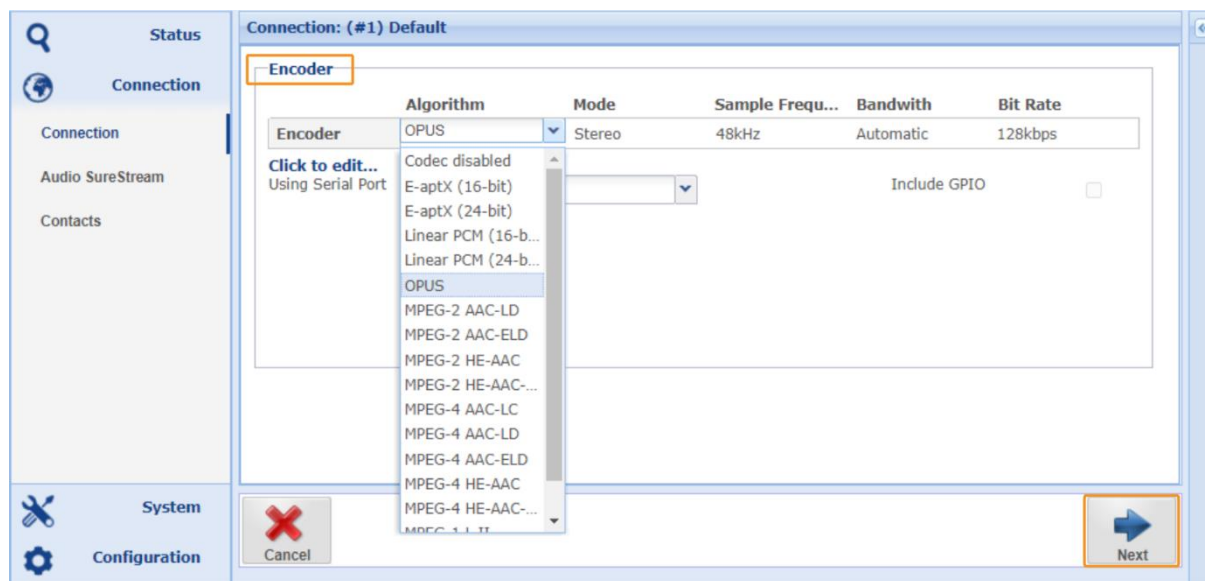 Status
Connection
Connection
Audio SureStream
Contacts
System
Configuration
Connection: (#1) Default
Encoder
Algorithm Mode Sample Frequ... Bandwith Bit Rate
Encoder OPUS Stereo 48kHz Automatic 128kbps
Click to edit...
Using Serial Port Include GPIO
Codec disabled
E-aptX (16-bit)
E-aptX (24-bit)
Linear PCM (16-b...
Linear PCM (24-b...
OPUS
MPEG-2 AAC-LD
MPEG-2 AAC-ELD
MPEG-2 HE-AAC
MPEG-2 HE-AAC-...
MPEG-4 AAC-LC
MPEG-4 AAC-LD
MPEG-4 AAC-ELD
MPEG-4 HE-AAC
MPEG-4 HE-AAC-...
Cancel
Next